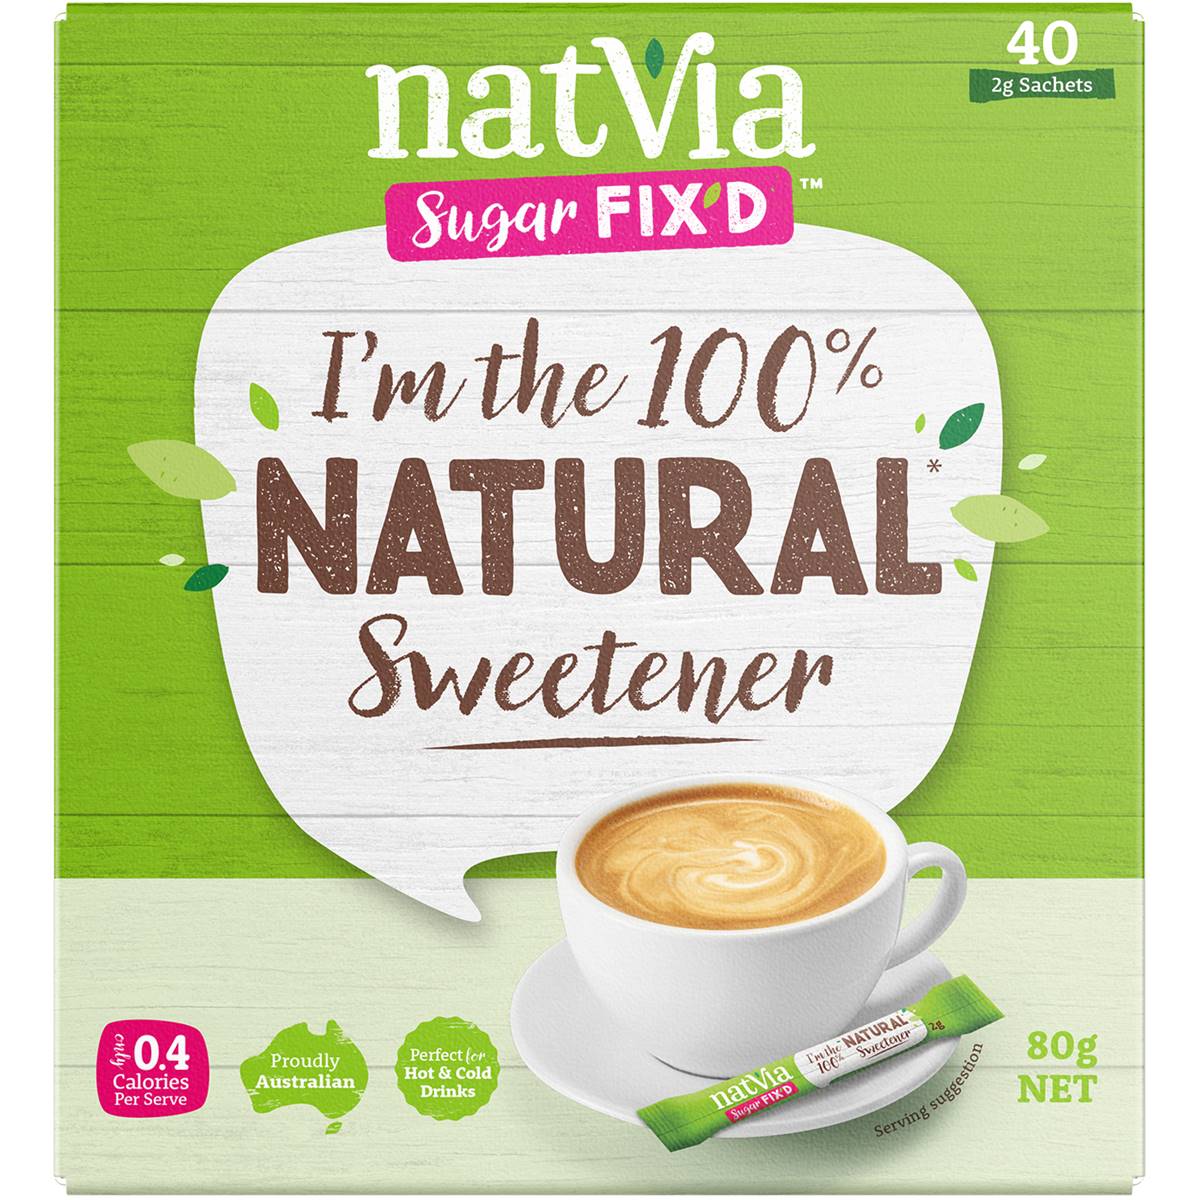 natvia
40
2g Sachets
Sugar FIX'D ™
I'm the 100%
NATURAL*
Sweetener
only 0.4
Calories
Per Serve
Proudly
Australian
Perfect for
Hot & Cold
Drinks
natvia
Sugar FIX'D
I'm the
100%
NATURAL*
Sweetener
2g
Serving suggestion
80g
NET